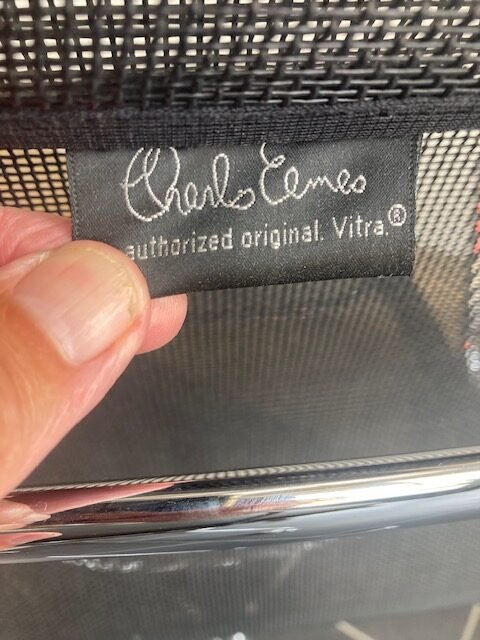 Charles Eames
authorized original. Vitra.®